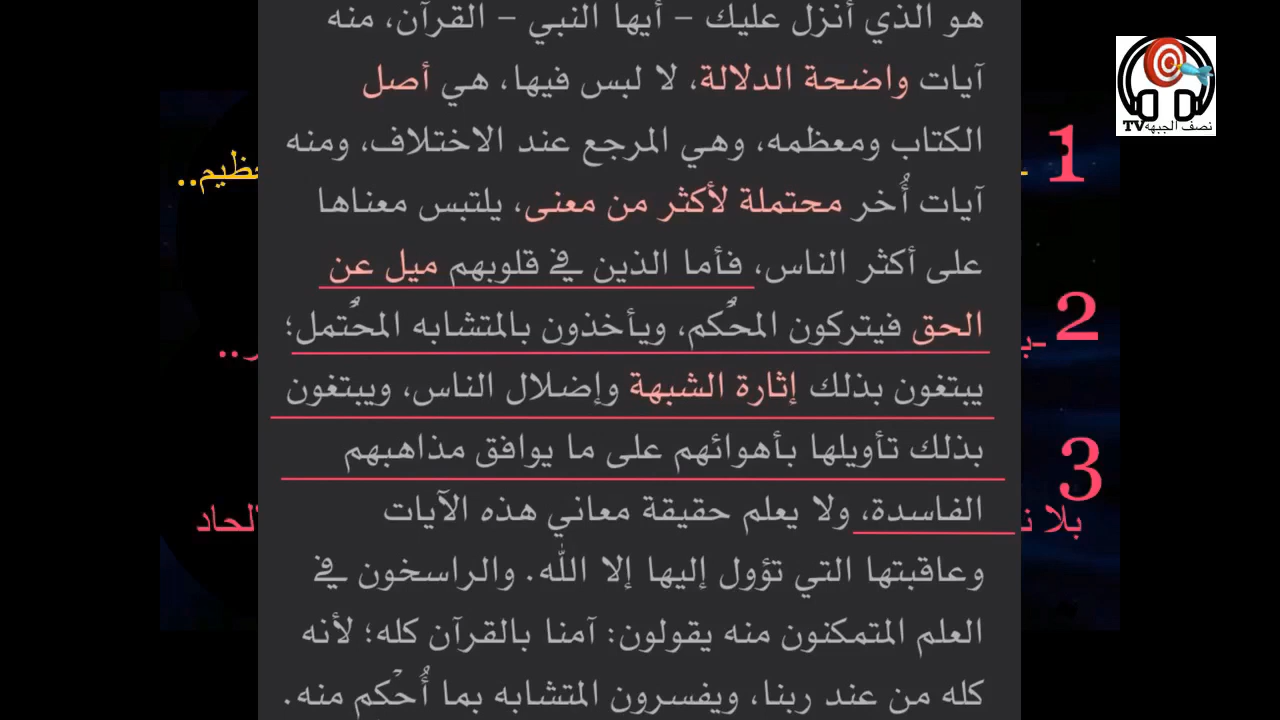 هو الذي أنزل عليك – أيها النبي – القرآن، منه
آيات واضحة الدلالة، لا لبس فيها، هي أصل
الكتاب ومعظمه، وهي المرجع عند الاختلاف، ومنه
آيات أُخر محتملة لأكثر من معنى، يلتبس معناها
على أكثر الناس، فأما الذين في قلوبهم ميل عن
الحق فيتركون المحُكم، ويأخذون بالمتشابه المحُتمل؛
يبتغون بذلك إثارة الشبهة وإضلال الناس، ويبتغون
بذلك تأويلها بأهوائهم على ما يوافق مذاهبهم
الفاسدة، ولا يعلم حقيقة معاني هذه الآيات
وعاقبتها التي تؤول إليها إلا الله. والراسخون في
العلم المتمكنون منه يقولون: آمنا بالقرآن كله؛ لأنه
كله من عند ربنا، ويفسرون المتشابه بما أُحْكم منه.
نصف الجبهه TV
1
2
3
بلا